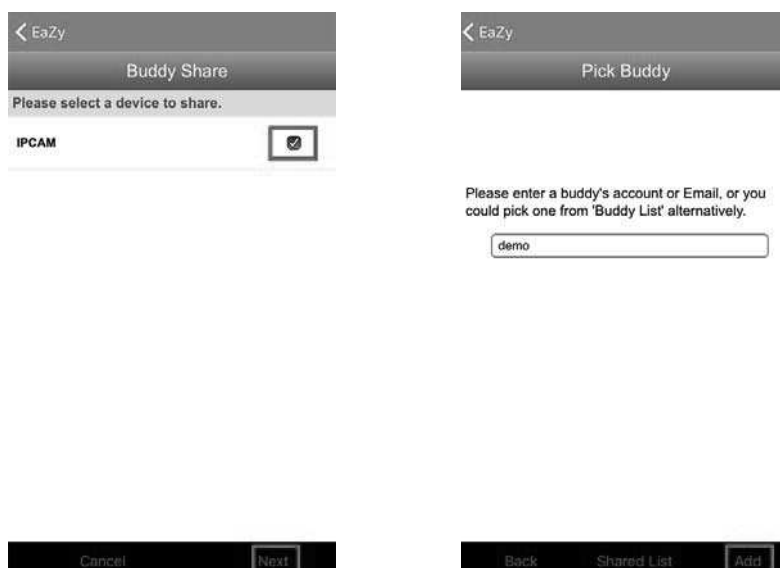 EaZy
Buddy Share
Please select a device to share.
IPCAM
Cancel
Next
EaZy
Pick Buddy
Please enter a buddy's account or Email, or you
could pick one from 'Buddy List' alternatively.
demo
Back
Shared List
Add